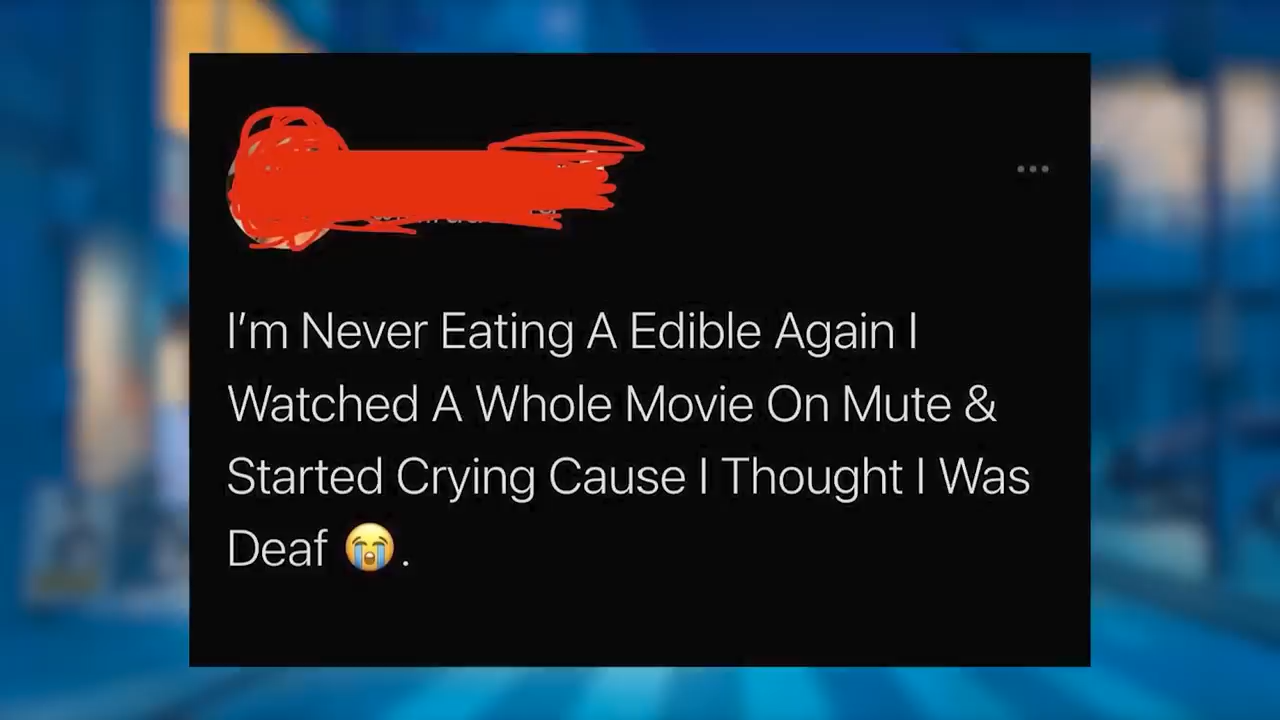 I'm Never Eating A Edible Again I
Watched A Whole Movie On Mute &
Started Crying Cause I Thought I Was
Deaf 😭.